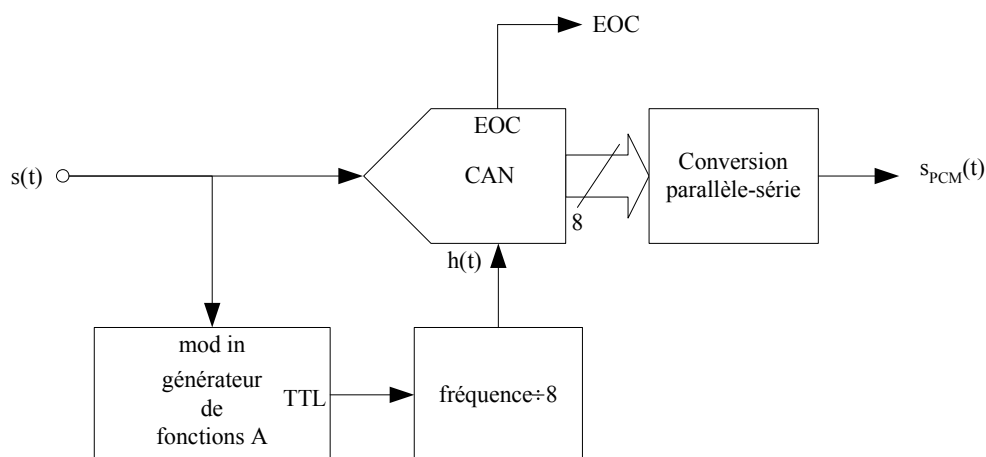 EOC
EOC
CAN
s(t)
8
Conversion
parallèle-série
s_PCM(t)
h(t)
mod in
générateur
de
fonctions A
TTL
fréquence÷8